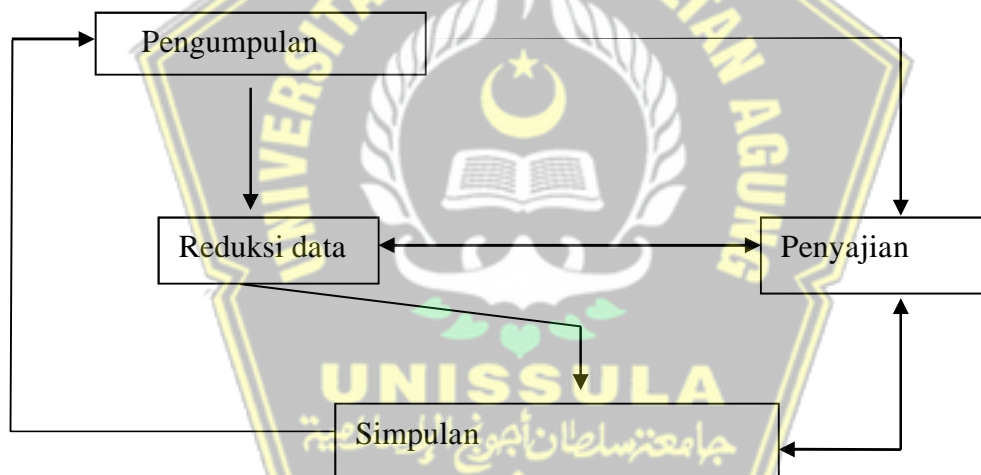 Pengumpulan
Reduksi data
Penyajian
Simpulan
UNISSULA
جامعة سلطان أجونج الإسلامية